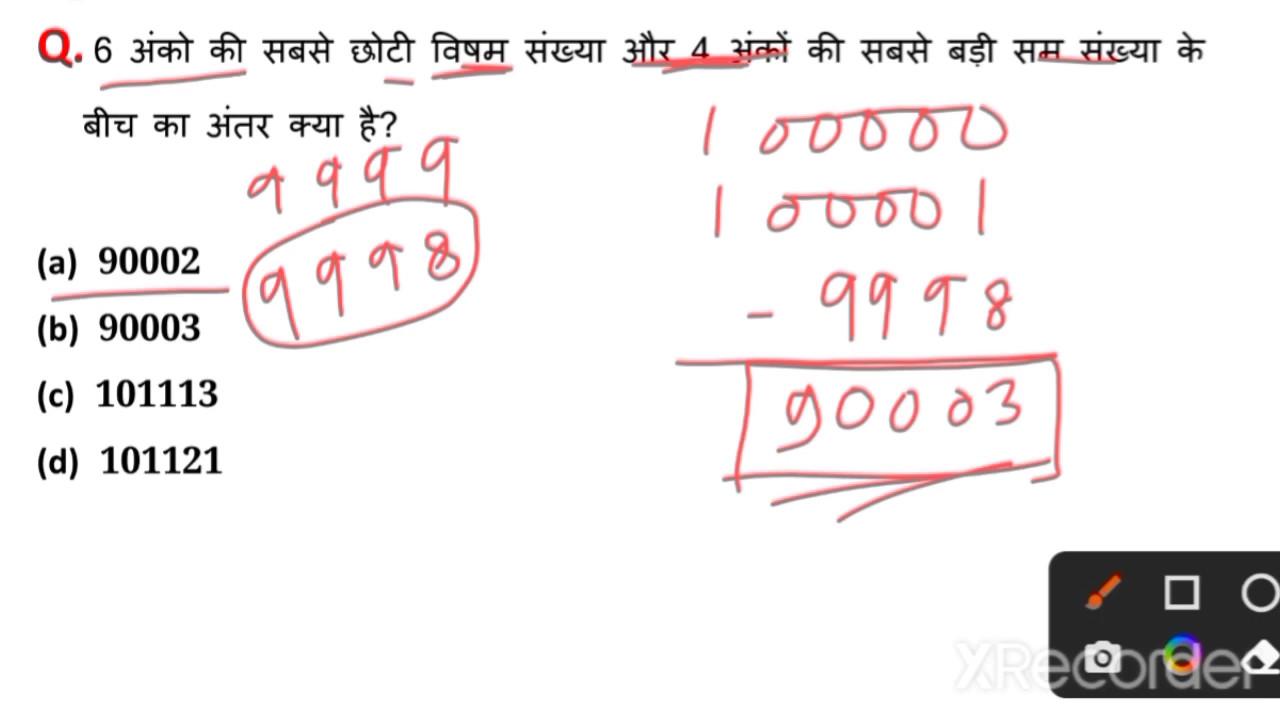 Q. 6 अंको की सबसे छोटी विषम संख्या और 4 अंकों की सबसे बड़ी सम संख्या के
बीच का अंतर क्या है?
100000
9999
100001
(a) 90002
9998
- 9998
(b) 90003
90003
(c) 101113
(d) 101121
XRecorder